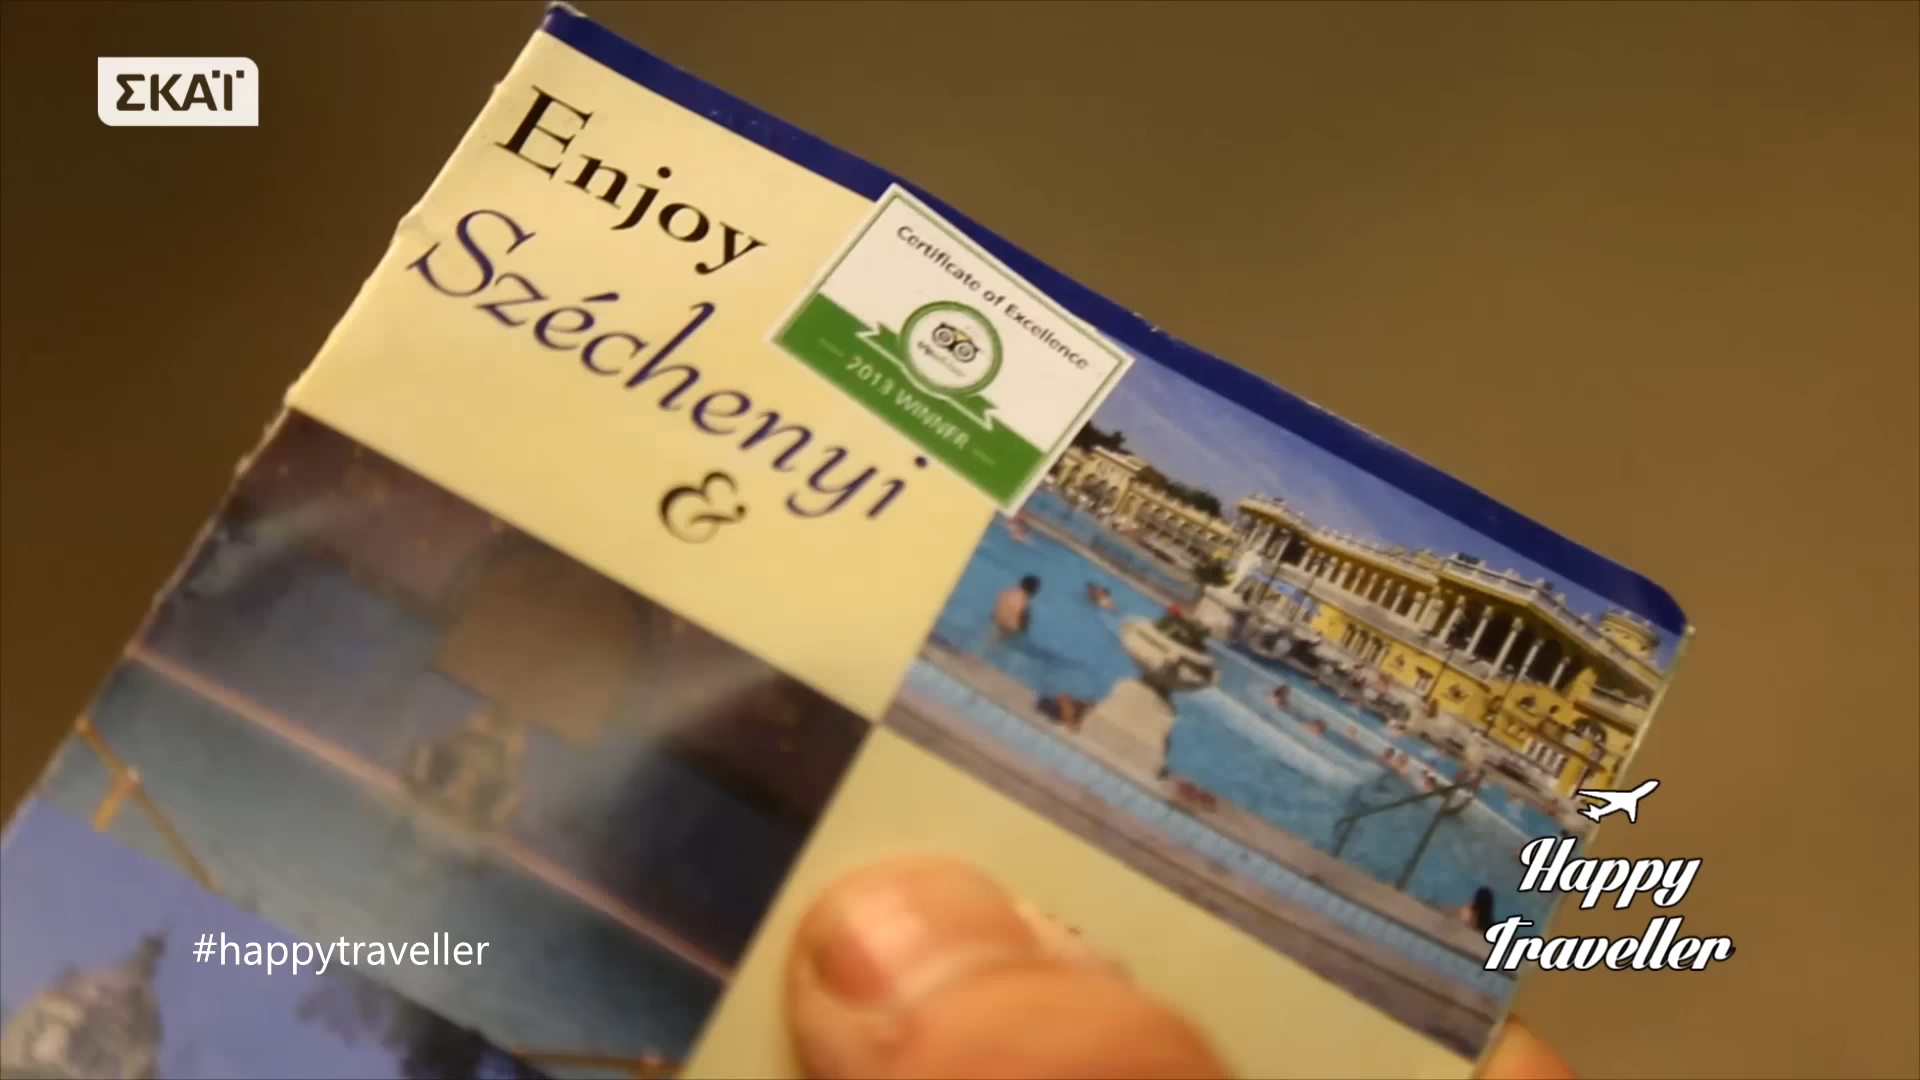 ΣΚΑΪ
Enjoy
Széchenyi
&
Certificate of Excellence
2013 WINNER
#happytraveller
Happy
Traveller